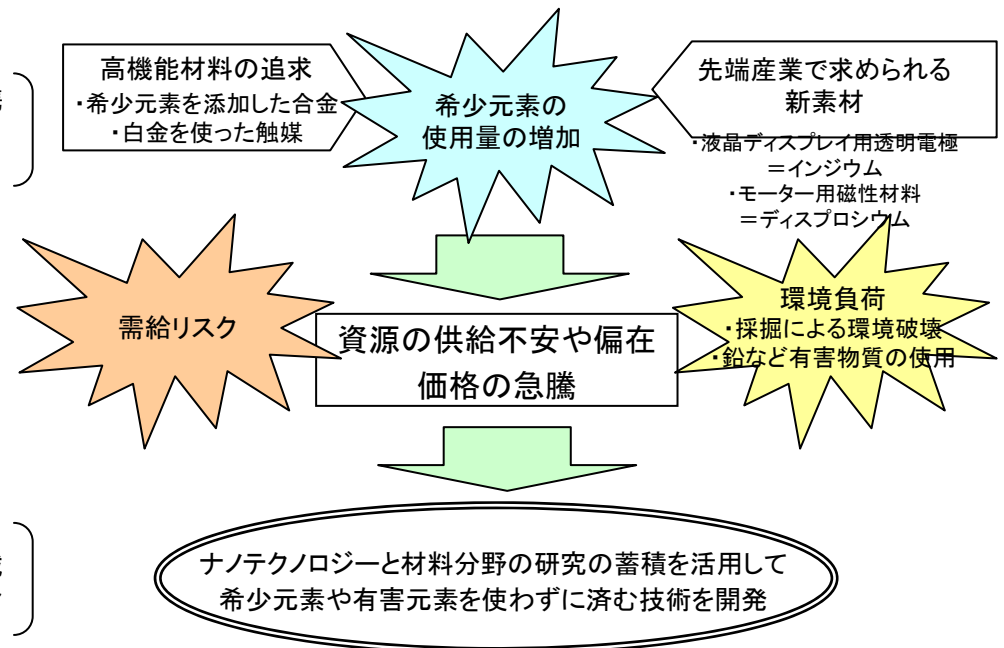 高機能材料の追求
・希少元素を添加した合金
・白金を使った触媒
希少元素の
使用量の増加
先端産業で求められる
新素材
・液晶ディスプレイ用透明電極
＝インジウム
・モーター用磁性材料
＝ディスプロシウム
需給リスク
資源の供給不安や偏在
価格の急騰
環境負荷
・採掘による環境破壊
・鉛など有害物質の使用
ナノテクノロジーと材料分野の研究の蓄積を活用して
希少元素や有害元素を使わずに済む技術を開発